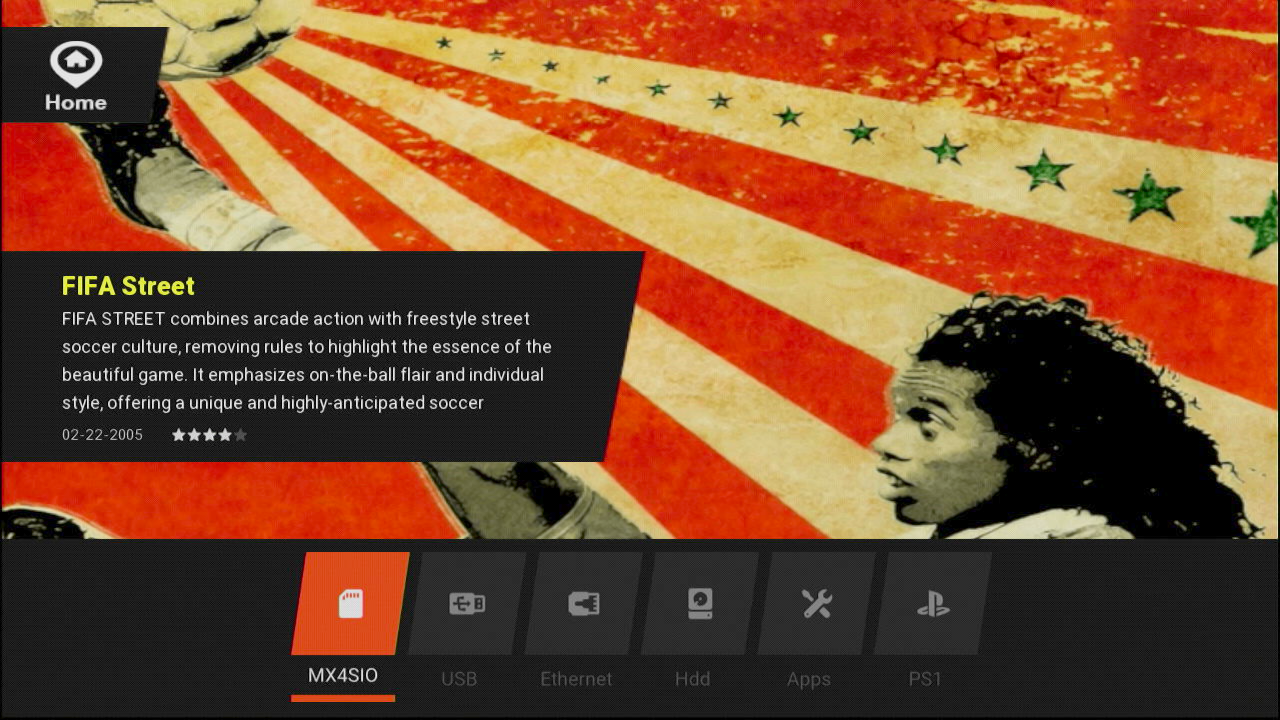 Home
FIFA Street
FIFA STREET combines arcade action with freestyle street
soccer culture, removing rules to highlight the essence of the
beautiful game. It emphasizes on-the-ball flair and individual
style, offering a unique and highly-anticipated soccer
02-22-2005
MX4SIO
USB
Ethernet
Hdd
Apps
PS1